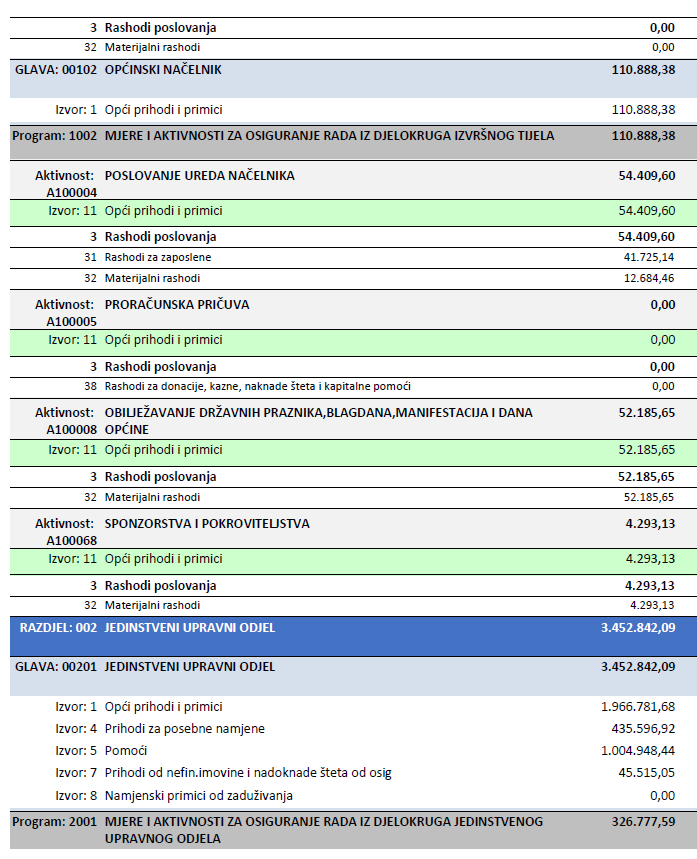 3 Rashodi poslovanja 0,00
32 Materijalni rashodi 0,00
GLAVA: 00102 OPĆINSKI NAČELNIK 110.888,38
Izvor: 1 Opći prihodi i primici 110.888,38
Program: 1002 MJERE I AKTIVNOSTI ZA OSIGURANJE RADA IZ DJELOKRUGA IZVRŠNOG TIJELA 110.888,38
Aktivnost: POSLOVANJE UREDA NAČELNIKA 54.409,60
A100004
Izvor: 11 Opći prihodi i primici 54.409,60
3 Rashodi poslovanja 54.409,60
31 Rashodi za zaposlene 41.725,14
32 Materijalni rashodi 12.684,46
Aktivnost: PRORAČUNSKA PRIČUVA 0,00
A100005
Izvor: 11 Opći prihodi i primici 0,00
3 Rashodi poslovanja 0,00
38 Rashodi za donacije, kazne, naknade šteta i kapitalne pomoći 0,00
Aktivnost: OBILJEŽAVANJE DRŽAVNIH PRAZNIKA,BLAGDANA,MANIFESTACIJA I DANA 52.185,65
A100008 OPĆINE
Izvor: 11 Opći prihodi i primici 52.185,65
3 Rashodi poslovanja 52.185,65
32 Materijalni rashodi 52.185,65
Aktivnost: SPONZORSTVA I POKROVITELJSTVA 4.293,13
A100068
Izvor: 11 Opći prihodi i primici 4.293,13
3 Rashodi poslovanja 4.293,13
32 Materijalni rashodi 4.293,13
RAZDJEL: 002 JEDINSTVENI UPRAVNI ODJEL 3.452.842,09
GLAVA: 00201 JEDINSTVENI UPRAVNI ODJEL 3.452.842,09
Izvor: 1 Opći prihodi i primici 1.966.781,68
Izvor: 4 Prihodi za posebne namjene 435.596,92
Izvor: 5 Pomoći 1.004.948,44
Izvor: 7 Prihodi od nefin.imovine i nadoknade šteta od osig 45.515,05
Izvor: 8 Namjenski primici od zaduživanja 0,00
Program: 2001 MJERE I AKTIVNOSTI ZA OSIGURANJE RADA IZ DJELOKRUGA JEDINSTVENOG 326.777,59
UPRAVNOG ODJELA